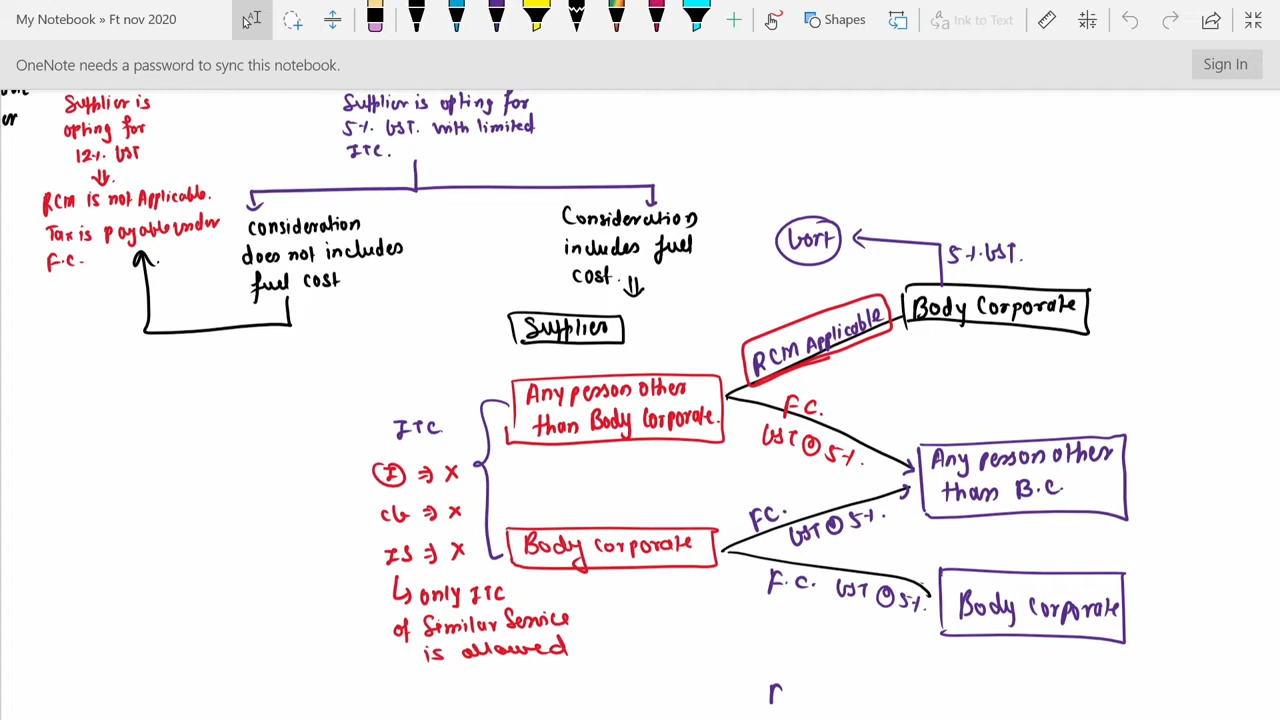 My Notebook » Ft nov 2020
Shapes
Ink to Text
OneNote needs a password to sync this notebook.
Sign In
er
Supplier is
opting for
12%. GST
RCM is not Applicable.
Tax is payable under
F.C.
Supplier is opting for
5%. GST. with limited
ITC.
consideration
does not includes
fuel cost
Consideration
includes fuel
cost.
Govt
5%.GST.
Body Corporate
Supplier
RCM Applicable
Any person other
than Body Corporate.
F.C.
GST @ 5%.
ITC
I ⇒ X
CG ⇒ X
IS ⇒ X
↳ only ITC
of Similar Service
is allowed
Any person other
than B.C.
FC.
GST @ 5%.
Body Corporate
F.C. GST @ 5%.
Body Corporate